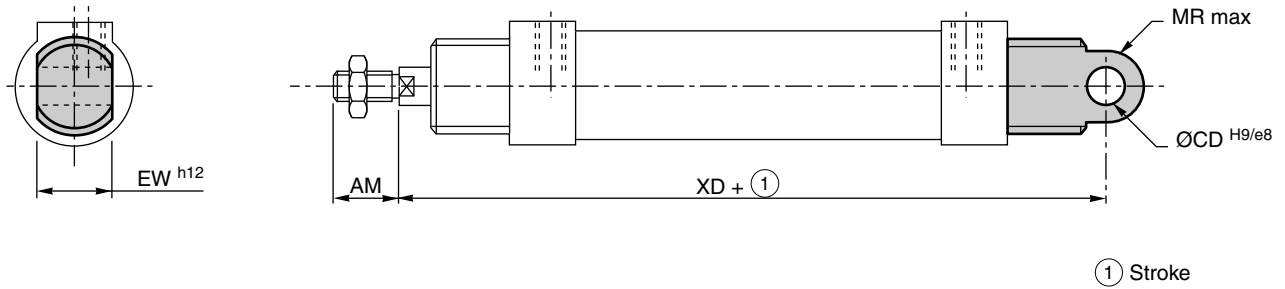 MR max
ØCD H9/e8
EW h12
AM
XD + ①
① Stroke